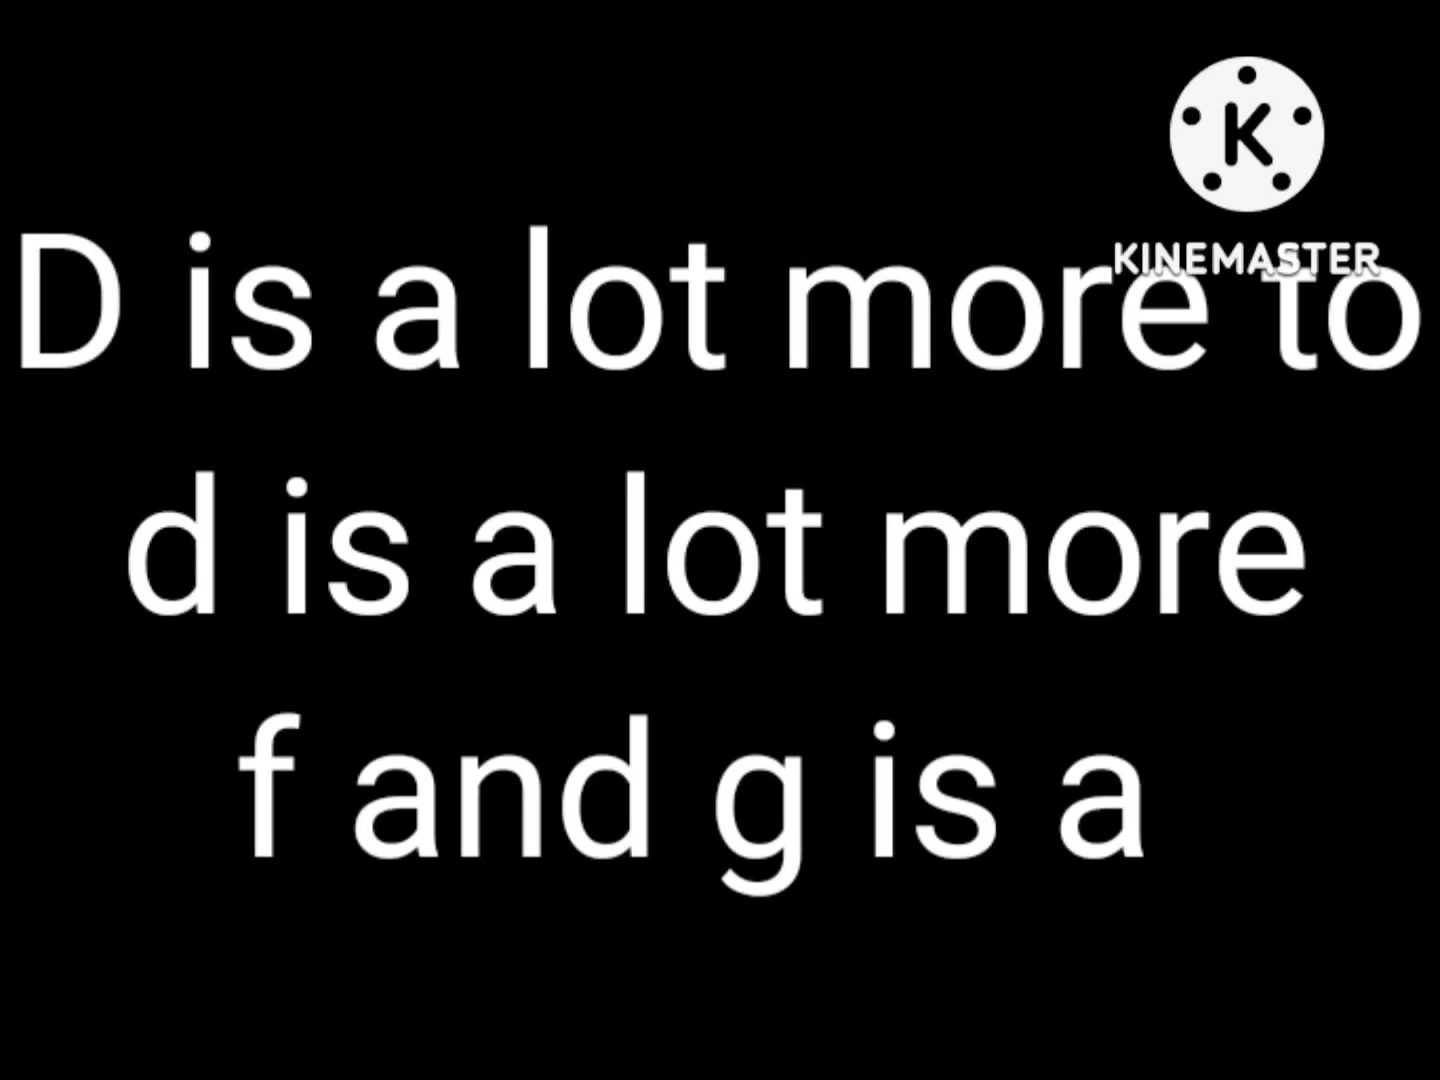 K
KINEMASTER
D is a lot more to
d is a lot more
f and g is a